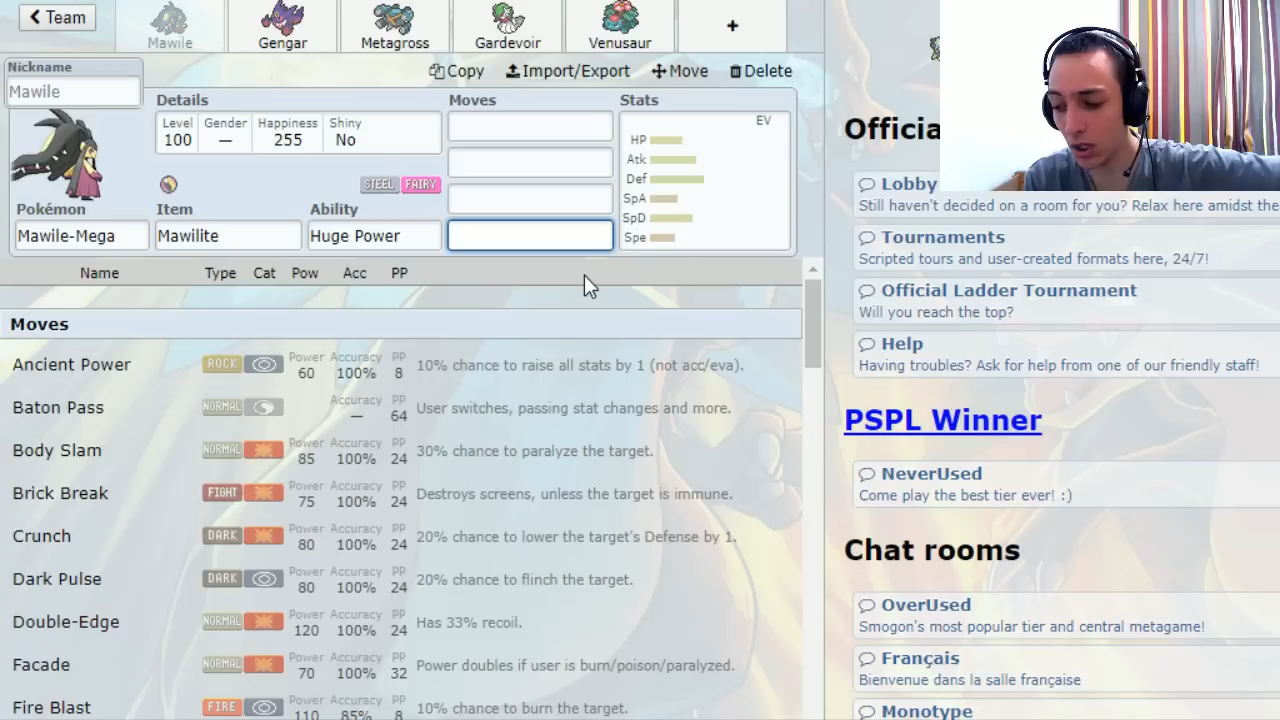 Team
Mawile
Gengar
Metagross
Gardevoir
Venusaur
+
Nickname
Mawile
Copy
Import/Export
Move
Delete
Details
Moves
Stats
Level
Gender
Happiness
Shiny
100
—
255
No
EV
HP
Atk
Def
SpA
SpD
Spe
STEEL
FAIRY
Pokémon
Item
Ability
Mawile-Mega
Mawilite
Huge Power
Name Type Cat Pow Acc PP
Moves
Ancient Power ROCK Power 60 Accuracy 100% PP 8 10% chance to raise all stats by 1 (not acc/eva).
Baton Pass NORMAL Accuracy — PP 64 User switches, passing stat changes and more.
Body Slam NORMAL Power 85 Accuracy 100% PP 24 30% chance to paralyze the target.
Brick Break FIGHT Power 75 Accuracy 100% PP 24 Destroys screens, unless the target is immune.
Crunch DARK Power 80 Accuracy 100% PP 24 20% chance to lower the target's Defense by 1.
Dark Pulse DARK Power 80 Accuracy 100% PP 24 20% chance to flinch the target.
Double-Edge NORMAL Power 120 Accuracy 100% PP 24 Has 33% recoil.
Facade NORMAL Power 70 Accuracy 100% PP 32 Power doubles if user is burn/poison/paralyzed.
Fire Blast FIRE Power 110 Accuracy 85% PP 8 10% chance to burn the target.
Officia
Lobby
Still haven't decided on a room for you? Relax here amidst the
Tournaments
Scripted tours and user-created formats here, 24/7!
Official Ladder Tournament
Will you reach the top?
Help
Having troubles? Ask for help from one of our friendly staff!
PSPL Winner
NeverUsed
Come play the best tier ever! :)
Chat rooms
OverUsed
Smogon's most popular tier and central metagame!
Français
Bienvenue dans la salle française
Monotype